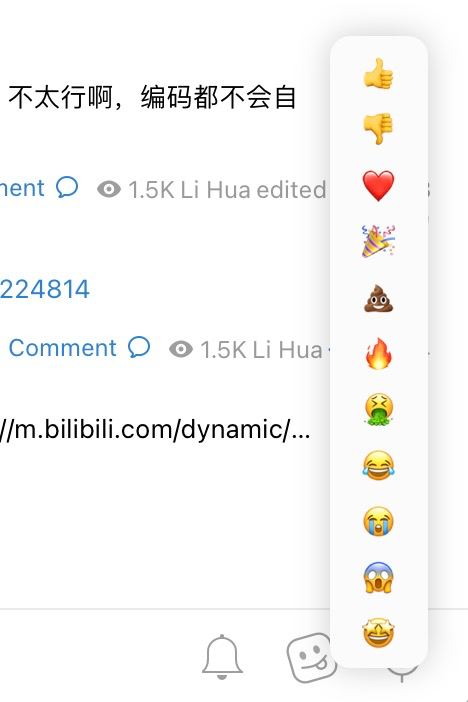 不太行啊，编码都不会自
ment 1.5K Li Hua edited
224814
Comment 1.5K Li Hua
//m.bilibili.com/dynamic/...